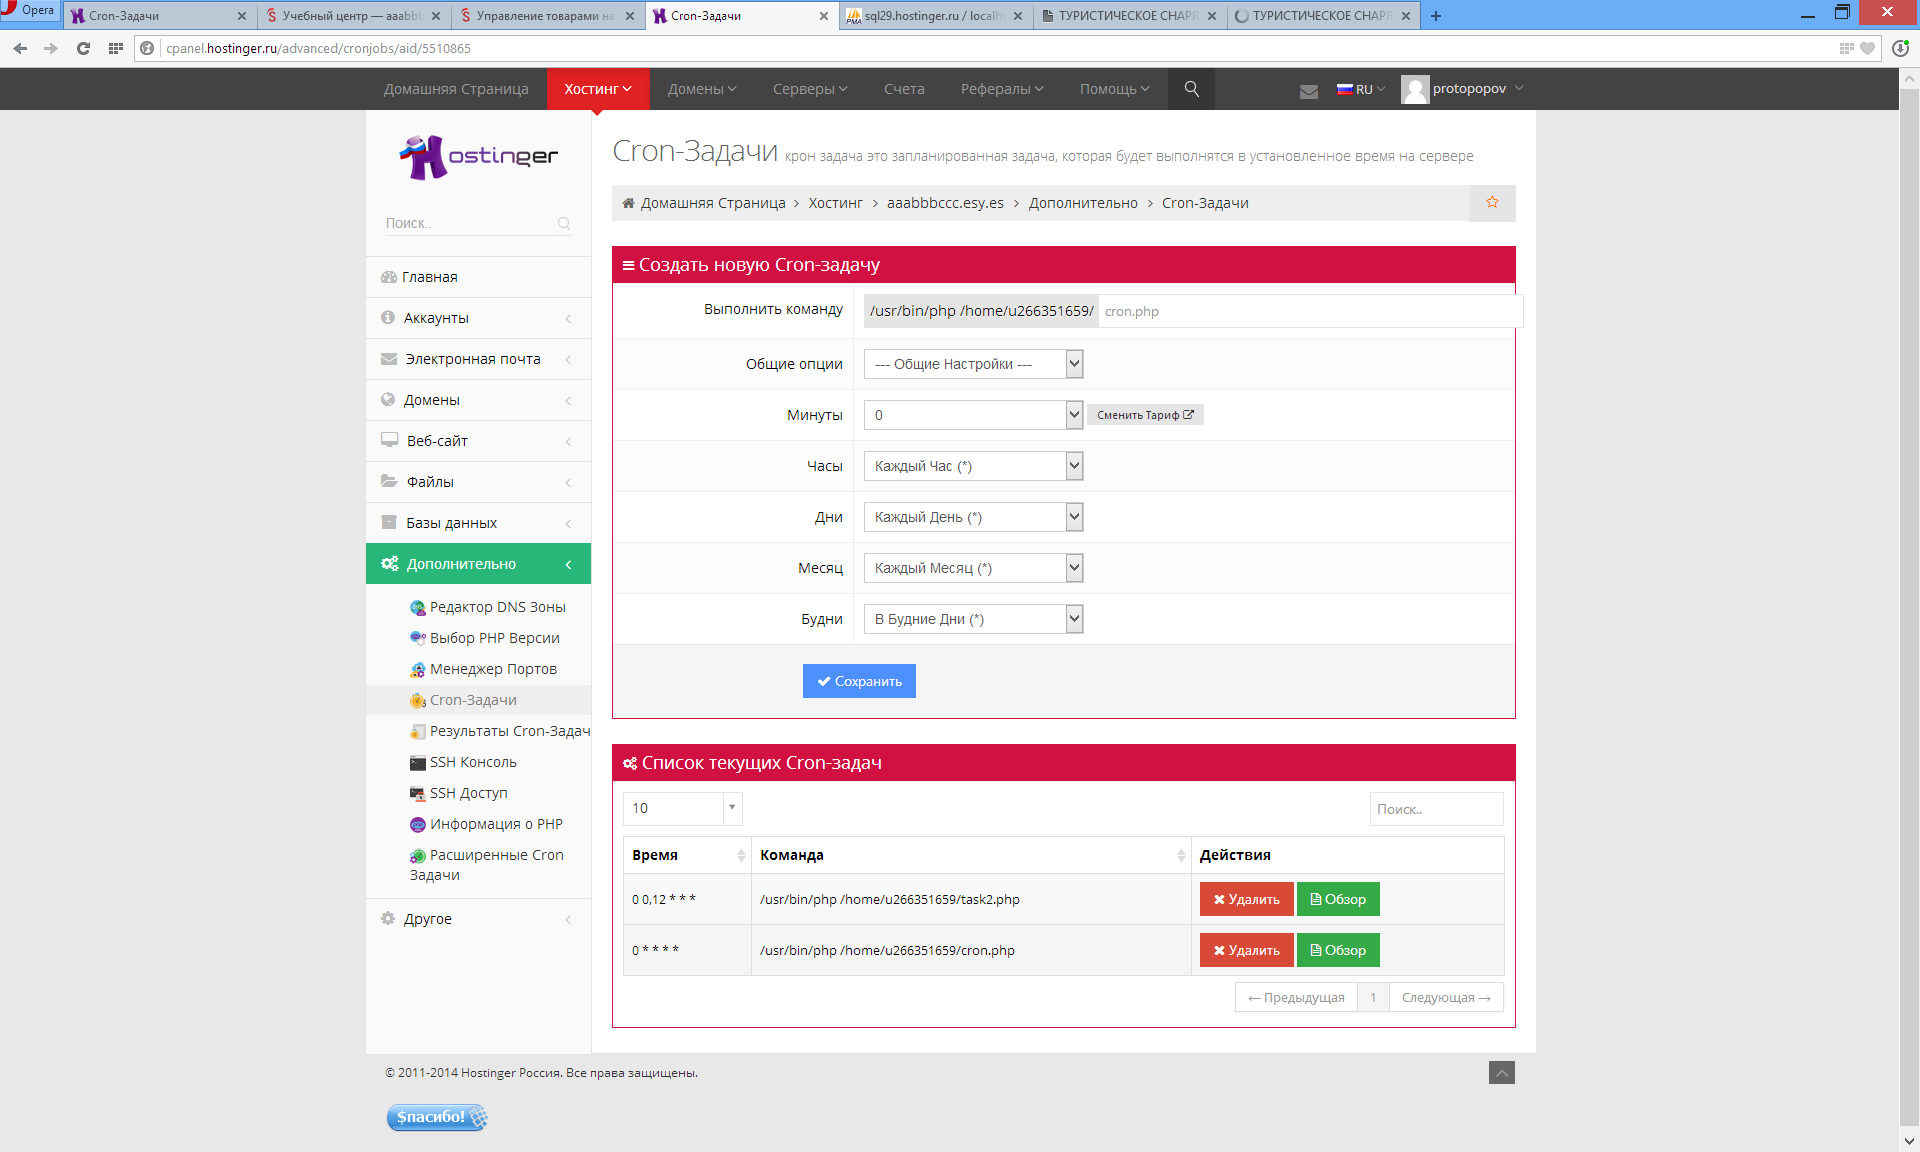 Opera
Cron-Задачи
Учебный центр — aaabbb
Управление товарами на
Cron-Задачи
sql29.hostinger.ru / localh
ТУРИСТИЧЕСКОЕ СНАРЯ
ТУРИСТИЧЕСКОЕ СНАРЯ
cpanel.hostinger.ru/advanced/cronjobs/aid/5510865
Домашняя Страница
Хостинг
Домены
Серверы
Счета
Рефералы
Помощь
RU
protopopov
Hostinger
Поиск..
Главная
Аккаунты
Электронная почта
Домены
Веб-сайт
Файлы
Базы данных
Дополнительно
Редактор DNS Зоны
Выбор PHP Версии
Менеджер Портов
Cron-Задачи
Результаты Cron-Задач
SSH Консоль
SSH Доступ
Информация о PHP
Расширенные Cron
Задачи
Другое
Cron-Задачи крон задача это запланированная задача, которая будет выполнятся в установленное время на сервере
Домашняя Страница > Хостинг > aaabbbccc.esy.es > Дополнительно > Cron-Задачи
Создать новую Cron-задачу
Выполнить команду /usr/bin/php /home/u266351659/ cron.php
Общие опции --- Общие Настройки ---
Минуты 0 Сменить Тариф
Часы Каждый Час (*)
Дни Каждый День (*)
Месяц Каждый Месяц (*)
Будни В Будние Дни (*)
Сохранить
Список текущих Cron-задач
10 Поиск..
Время Команда Действия
0 0,12 * * * /usr/bin/php /home/u266351659/task2.php Удалить Обзор
0 * * * * /usr/bin/php /home/u266351659/cron.php Удалить Обзор
← Предыдущая 1 Следующая →
© 2011-2014 Hostinger Россия. Все права защищены.
$пасибо!